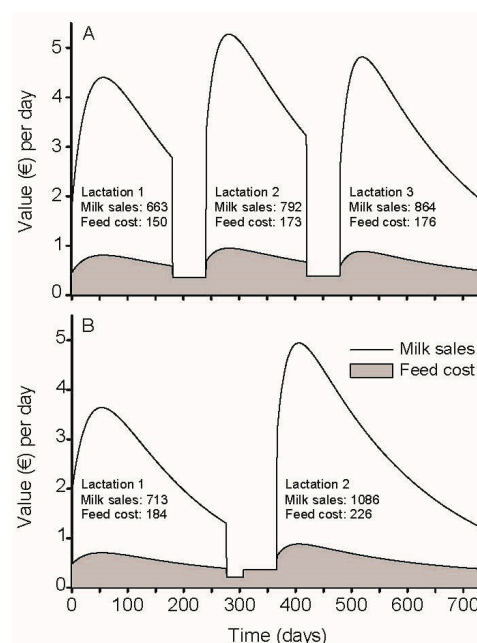 A
Value (€) per day
5
4
3
2
1
0
Lactation 1
Milk sales: 663
Feed cost: 150
Lactation 2
Milk sales: 792
Feed cost: 173
Lactation 3
Milk sales: 864
Feed cost: 176
B
Value (€) per day
5
4
3
2
1
0
Milk sales
Feed cost
Lactation 1
Milk sales: 713
Feed cost: 184
Lactation 2
Milk sales: 1086
Feed cost: 226
0 100 200 300 400 500 600 700
Time (days)